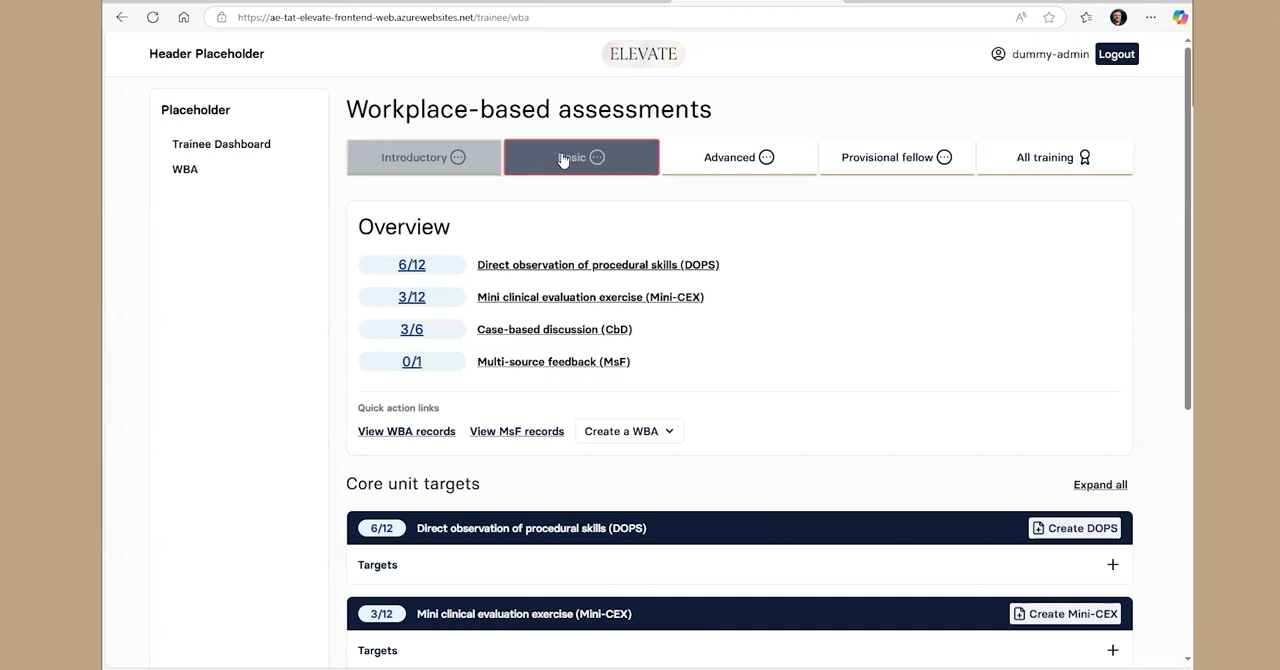 https://ae-tat-elevate-frontend-web.azurewebsites.net/trainee/wba
Header Placeholder
ELEVATE
dummy-admin
Logout
Placeholder
Trainee Dashboard
WBA
Workplace-based assessments
Introductory
Advanced
Provisional fellow
All training
Overview
6/12 Direct observation of procedural skills (DOPS)
3/12 Mini clinical evaluation exercise (Mini-CEX)
3/6 Case-based discussion (CbD)
0/1 Multi-source feedback (MsF)
Quick action links
View WBA records View MsF records Create a WBA
Core unit targets
Expand all
6/12 Direct observation of procedural skills (DOPS) Create DOPS
Targets
3/12 Mini clinical evaluation exercise (Mini-CEX) Create Mini-CEX
Targets